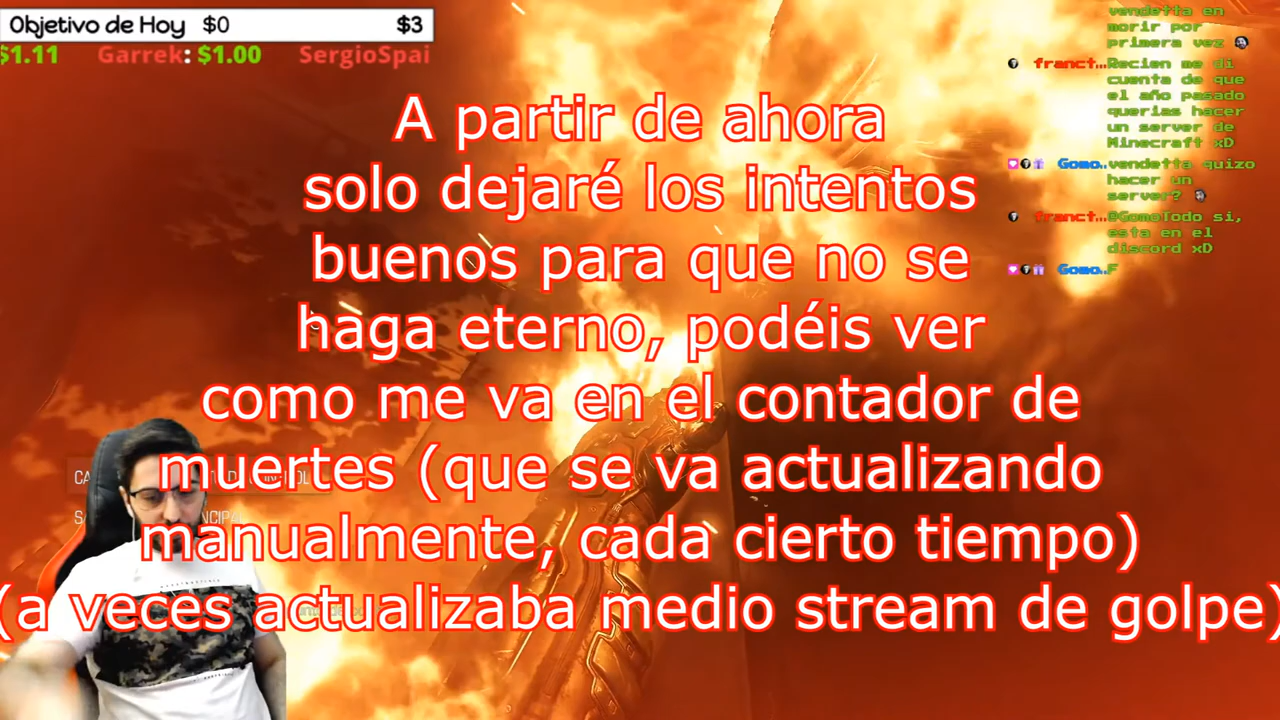 Objetivo de Hoy $0 $3
$1.11 Garrek: $1.00 SergioSpai
A partir de ahora
solo dejaré los intentos
buenos para que no se
haga eterno, podéis ver
como me va en el contador de
muertes (que se va actualizando
manualmente, cada cierto tiempo)
(a veces actualizaba medio stream de golpe)
vendetta en
morir por
primera vez
franct...Recien me di
cuenta de que
el año pasado
querias hacer
un server de
Minecraft xD
Gomo..vendetta quizo
hacer un
server?
franct...@GomoTodo si,
esta en el
discord xD
Gomo..F